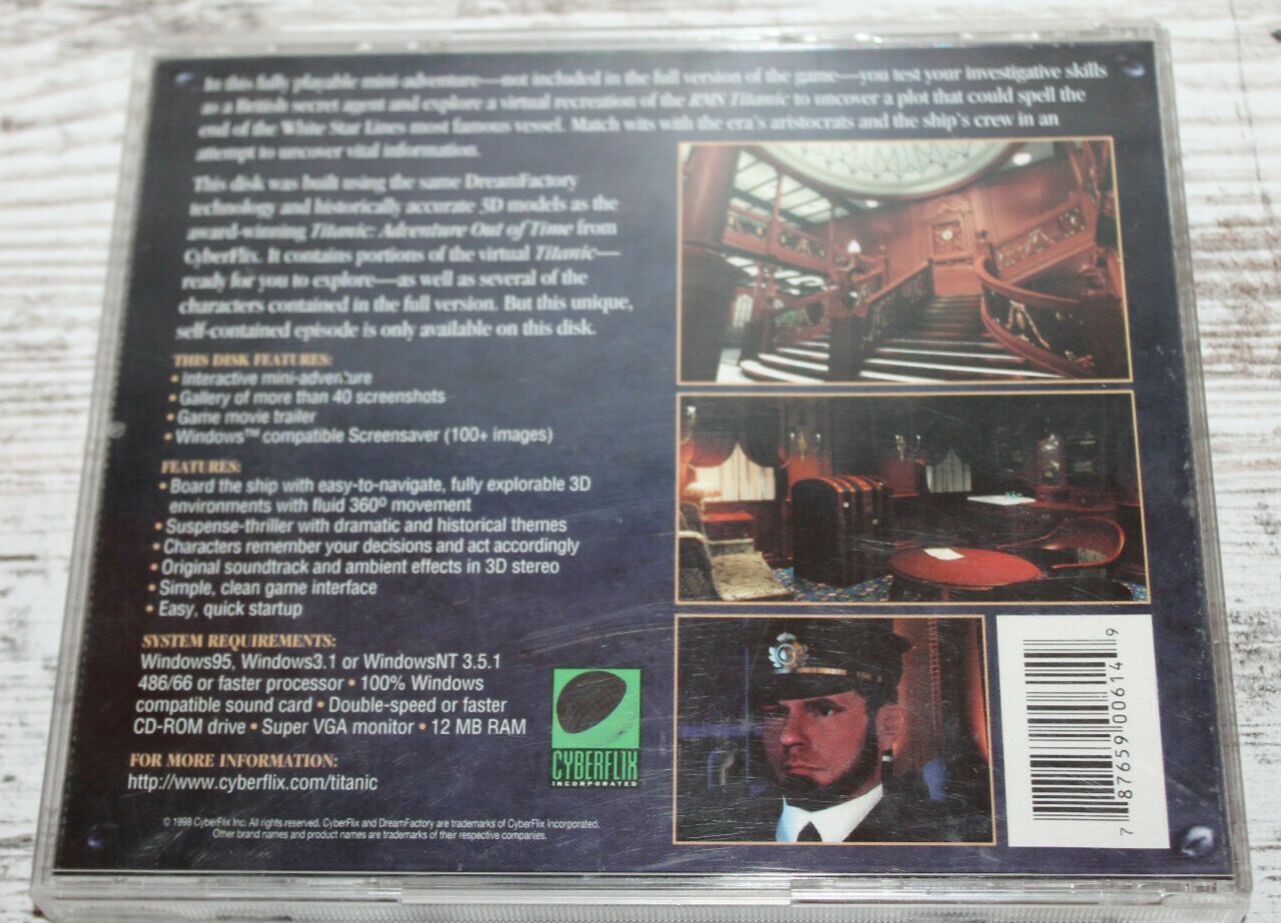 In this fully playable mini-adventure—not included in the full version of the game—you test your investigative skills
as a British secret agent and explore a virtual recreation of the RMS Titanic to uncover a plot that could spell the
end of the White Star Lines most famous vessel. Match wits with the era's aristocrats and the ship's crew in an
attempt to uncover vital information.
This disk was built using the same DreamFactory
technology and historically accurate 3D models as the
award-winning Titanic: Adventure Out of Time from
CyberFlix. It contains portions of the virtual Titanic—
ready for you to explore—as well as several of the
characters contained in the full version. But this unique,
self-contained episode is only available on this disk.
THIS DISK FEATURES:
• Interactive mini-adventure
• Gallery of more than 40 screenshots
• Game movie trailer
• Windows™ compatible Screensaver (100+ images)
FEATURES:
• Board the ship with easy-to-navigate, fully explorable 3D
environments with fluid 360º movement
• Suspense-thriller with dramatic and historical themes
• Characters remember your decisions and act accordingly
• Original soundtrack and ambient effects in 3D stereo
• Simple, clean game interface
• Easy, quick startup
SYSTEM REQUIREMENTS:
Windows95, Windows3.1 or WindowsNT 3.5.1
486/66 or faster processor • 100% Windows
compatible sound card • Double-speed or faster
CD-ROM drive • Super VGA monitor • 12 MB RAM
FOR MORE INFORMATION:
http://www.cyberflix.com/titanic
CYBERFLIX
INCORPORATED
© 1998 CyberFlix Inc. All rights reserved. CyberFlix and DreamFactory are trademarks of CyberFlix Incorporated.
Other brand names and product names are trademarks of their respective companies.
7 87659 00614 9